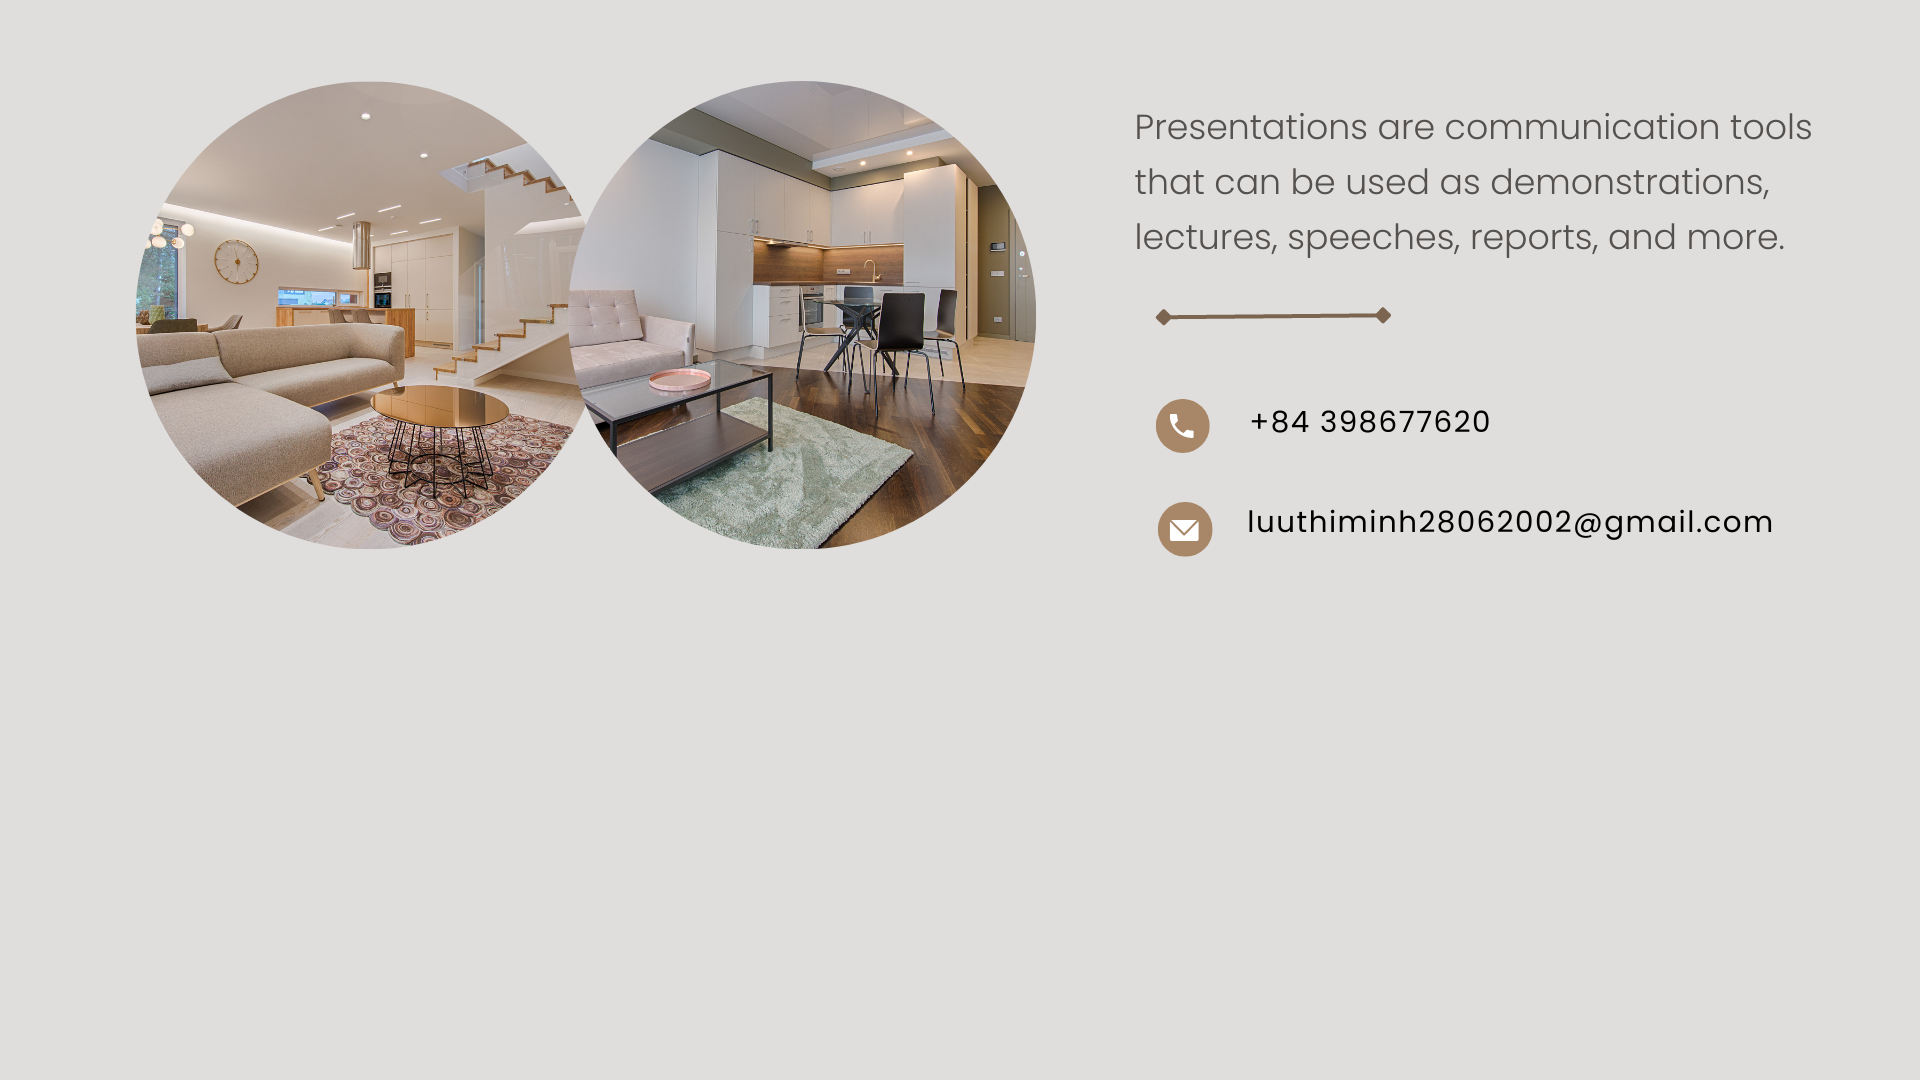 Presentations are communication tools
that can be used as demonstrations,
lectures, speeches, reports, and more.
+84 398677620
luuthiminh28062002@gmail.com